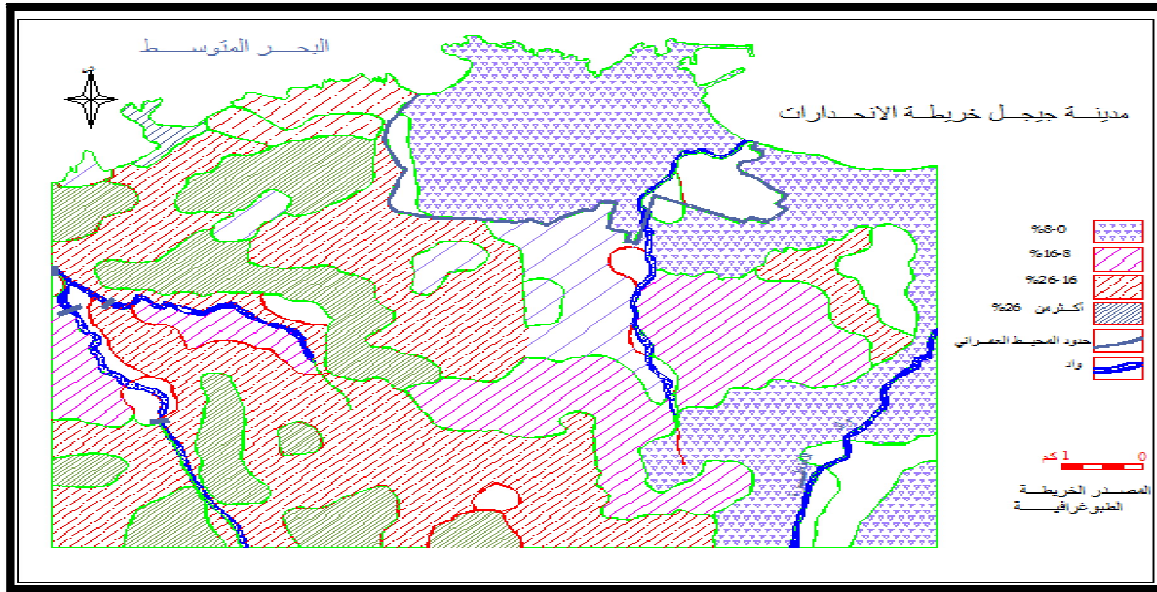 البحر المتوسط
مدينة جيجل خريطة الانحدارات
%8-0
%16-8
%26-16
أكثر من %26
حدود المحيط العمراني
واد
1 كم 0
المصدر الخريطة
الطبوغرافية